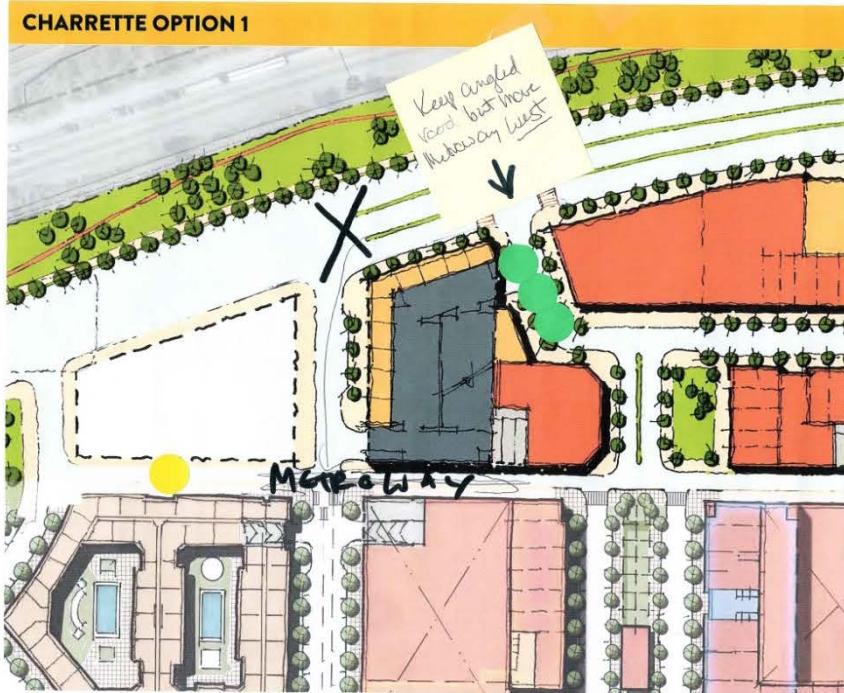 CHARRETTE OPTION 1
Keep angled
road but move
Metroway West
METROWAY